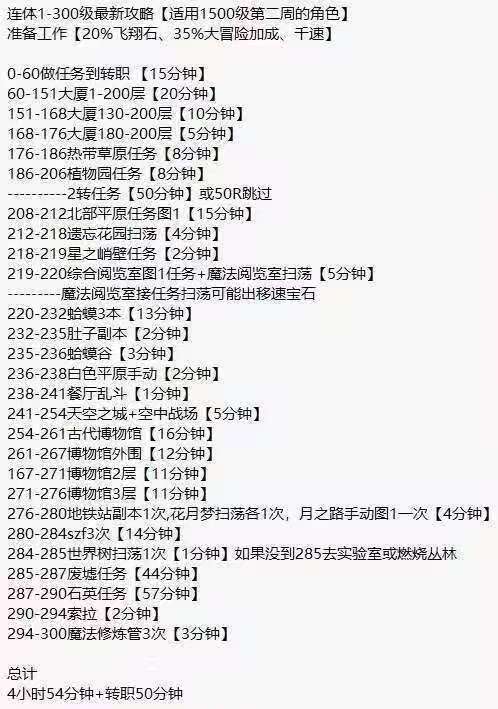 连体1-300级最新攻略【适用1500级第二周的角色】
准备工作【20%飞翔石、35%大冒险加成、千速】
0-60做任务到转职 【15分钟】
60-151大厦1-200层【20分钟】
151-168大厦130-200层【10分钟】
168-176大厦180-200层【5分钟】
176-186热带草原任务【8分钟】
186-206植物园任务【8分钟】
----------2转任务【50分钟】或50R跳过
208-212北部平原任务图1【15分钟】
212-218遗忘花园扫荡【4分钟】
218-219星之峭壁任务【2分钟】
219-220综合阅览室图1任务+魔法阅览室扫荡【5分钟】
---------魔法阅览室接任务扫荡可能出移速宝石
220-232蛤蟆3本【13分钟】
232-235肚子副本【2分钟】
235-236蛤蟆谷【3分钟】
236-238白色平原手动【2分钟】
238-241餐厅乱斗【1分钟】
241-254天空之城+空中战场【5分钟】
254-261古代博物馆【16分钟】
261-267博物馆外围【12分钟】
167-271博物馆2层【11分钟】
271-276博物馆3层【11分钟】
276-280地铁站副本1次,花月梦扫荡各1次，月之路手动图1一次【4分钟】
280-284szf3次【14分钟】
284-285世界树扫荡1次【1分钟】如果没到285去实验室或燃烧丛林
285-287废墟任务【44分钟】
287-290石英任务【57分钟】
290-294索拉【2分钟】
294-300魔法修炼管3次【3分钟】
总计
4小时54分钟+转职50分钟